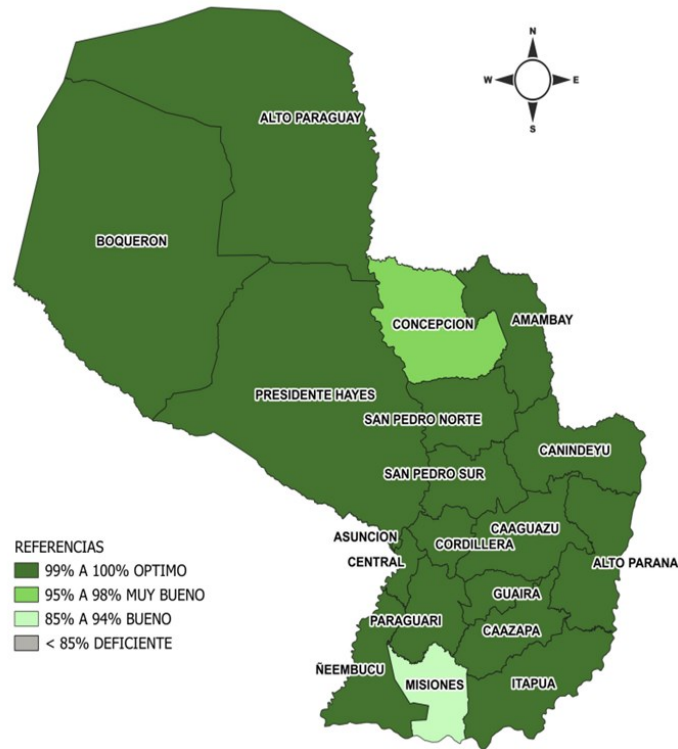 N
W
E
S
ALTO PARAGUAY
BOQUERON
CONCEPCION
AMAMBAY
PRESIDENTE HAYES
SAN PEDRO NORTE
CANINDEYU
SAN PEDRO SUR
ASUNCION
CAAGUAZU
CORDILLERA
CENTRAL
ALTO PARANA
GUAIRA
PARAGUARI
CAAZAPA
ÑEEMBUCU
MISIONES
ITAPUA
REFERENCIAS
99% A 100% OPTIMO
95% A 98% MUY BUENO
85% A 94% BUENO
< 85% DEFICIENTE